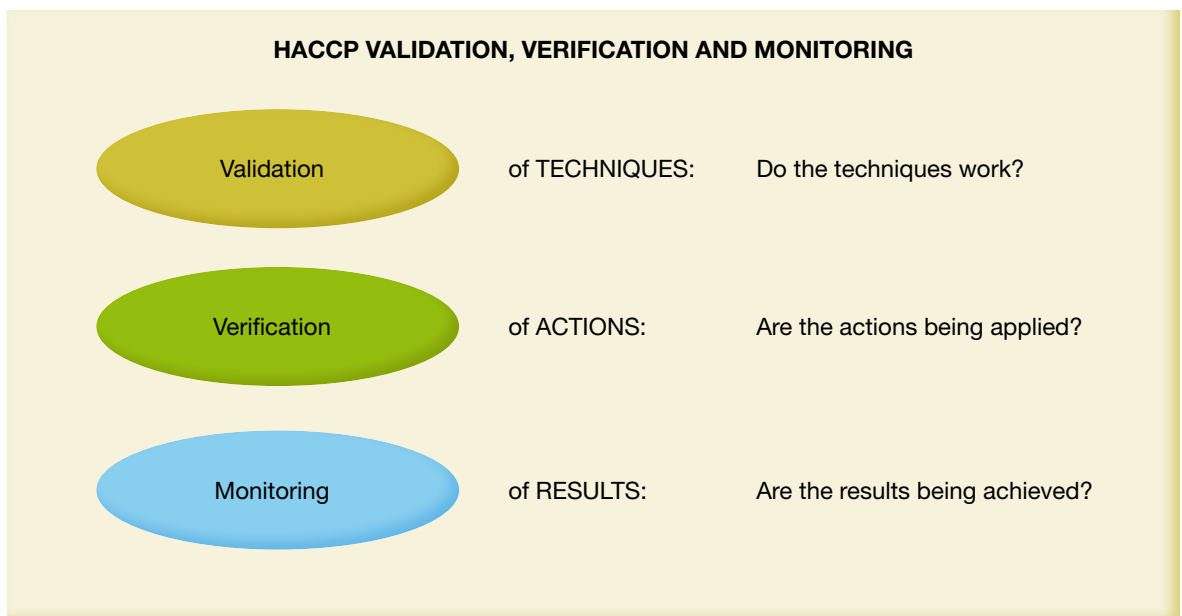 HACCP VALIDATION, VERIFICATION AND MONITORING
Validation of TECHNIQUES: Do the techniques work?
Verification of ACTIONS: Are the actions being applied?
Monitoring of RESULTS: Are the results being achieved?